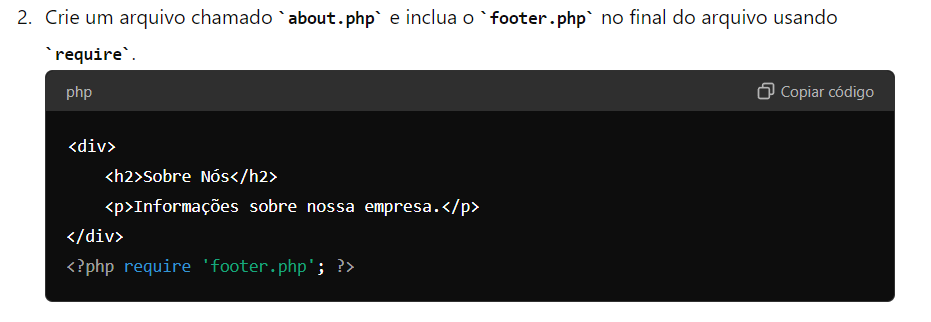 2. Crie um arquivo chamado `about.php` e inclua o `footer.php` no final do arquivo usando
`require`.
php Copiar código
<div>
    <h2>Sobre Nós</h2>
    <p>Informações sobre nossa empresa.</p>
</div>
<?php require 'footer.php'; ?>